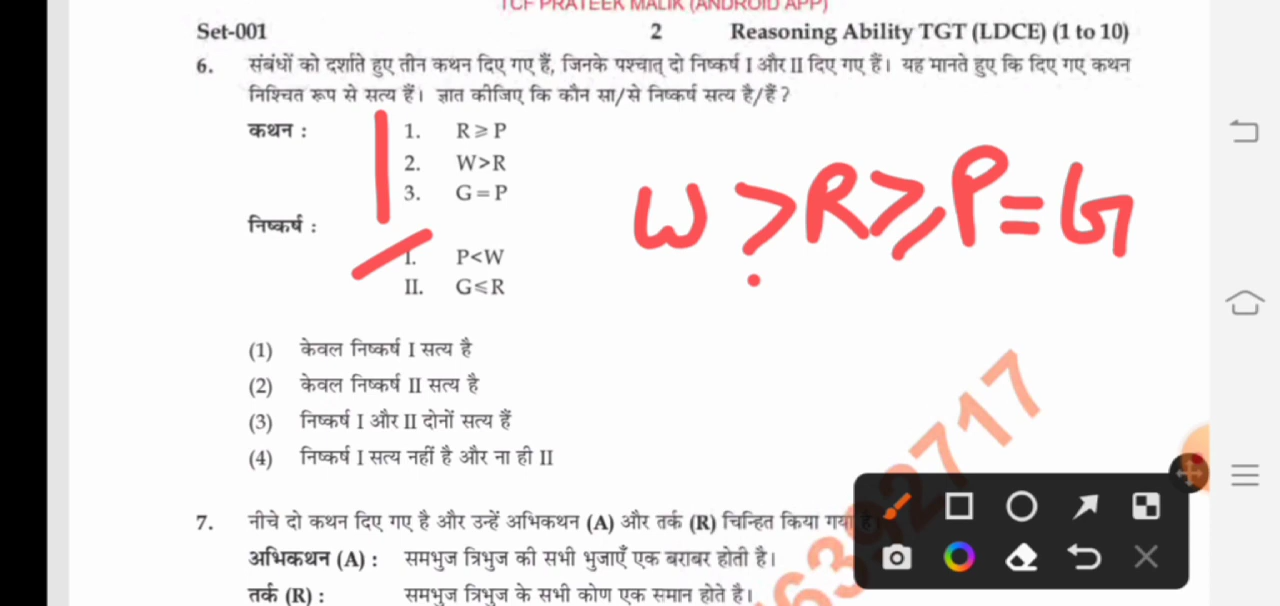 TCF PRATEEK MALIK (ANDROID APP)
Set-001 2 Reasoning Ability TGT (LDCE) (1 to 10)
6. संबंधों को दर्शाते हुए तीन कथन दिए गए हैं, जिनके पश्चात् दो निष्कर्ष I और II दिए गए हैं। यह मानते हुए कि दिए गए कथन
निश्चित रूप से सत्य हैं। ज्ञात कीजिए कि कौन सा/से निष्कर्ष सत्य है/हैं ?
कथन : 1. R⩾P
2. W>R
3. G=P
W>R⩾P=G
निष्कर्ष :
I. P<W
II. G⩽R
(1) केवल निष्कर्ष I सत्य है
(2) केवल निष्कर्ष II सत्य है
(3) निष्कर्ष I और II दोनों सत्य हैं
(4) निष्कर्ष I सत्य नहीं है और ना ही II
7. नीचे दो कथन दिए गए है और उन्हें अभिकथन (A) और तर्क (R) चिन्हित किया गया है।
अभिकथन (A) : समभुज त्रिभुज की सभी भुजाएँ एक बराबर होती है।
तर्क (R) : समभुज त्रिभुज के सभी कोण एक समान होते है।